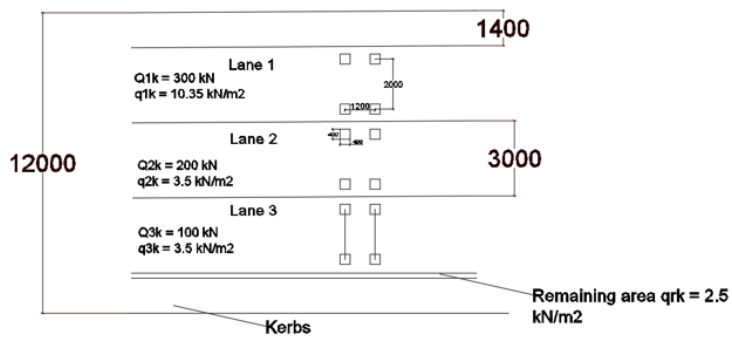 1400
Lane 1
Q1k = 300 kN
q1k = 10.35 kN/m2
2000
1200
Lane 2
400
400
12000
3000
Q2k = 200 kN
q2k = 3.5 kN/m2
Lane 3
Q3k = 100 kN
q3k = 3.5 kN/m2
Remaining area qrk = 2.5
kN/m2
Kerbs